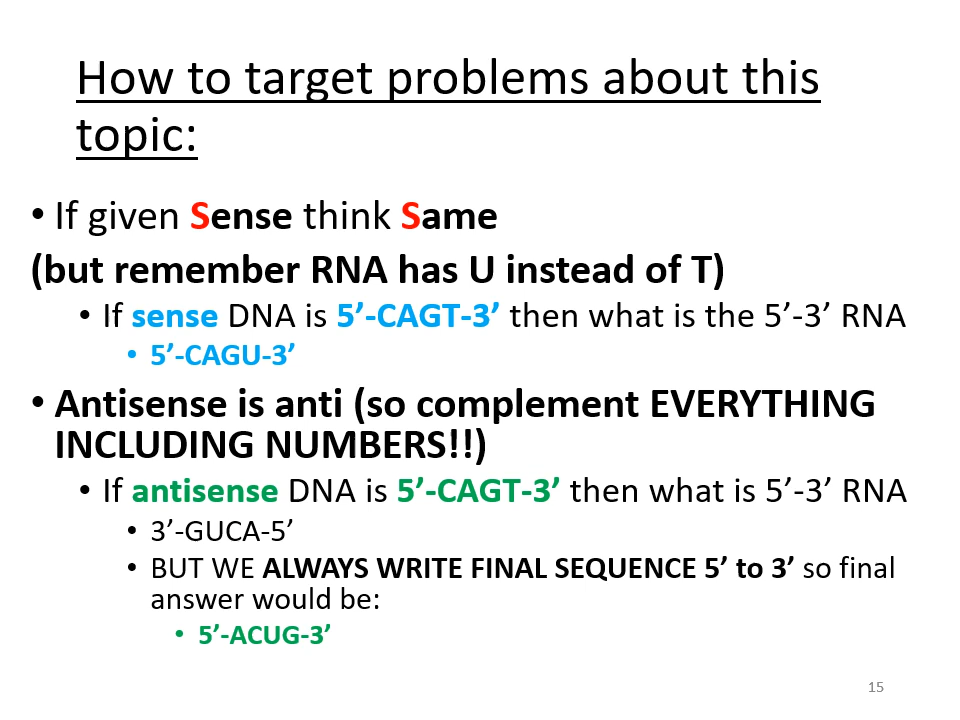 How to target problems about this
topic:
• If given Sense think Same
(but remember RNA has U instead of T)
• If sense DNA is 5’-CAGT-3’ then what is the 5’-3’ RNA
• 5’-CAGU-3’
• Antisense is anti (so complement EVERYTHING
INCLUDING NUMBERS!!)
• If antisense DNA is 5’-CAGT-3’ then what is 5’-3’ RNA
• 3’-GUCA-5’
• BUT WE ALWAYS WRITE FINAL SEQUENCE 5’ to 3’ so final
answer would be:
• 5’-ACUG-3’
15